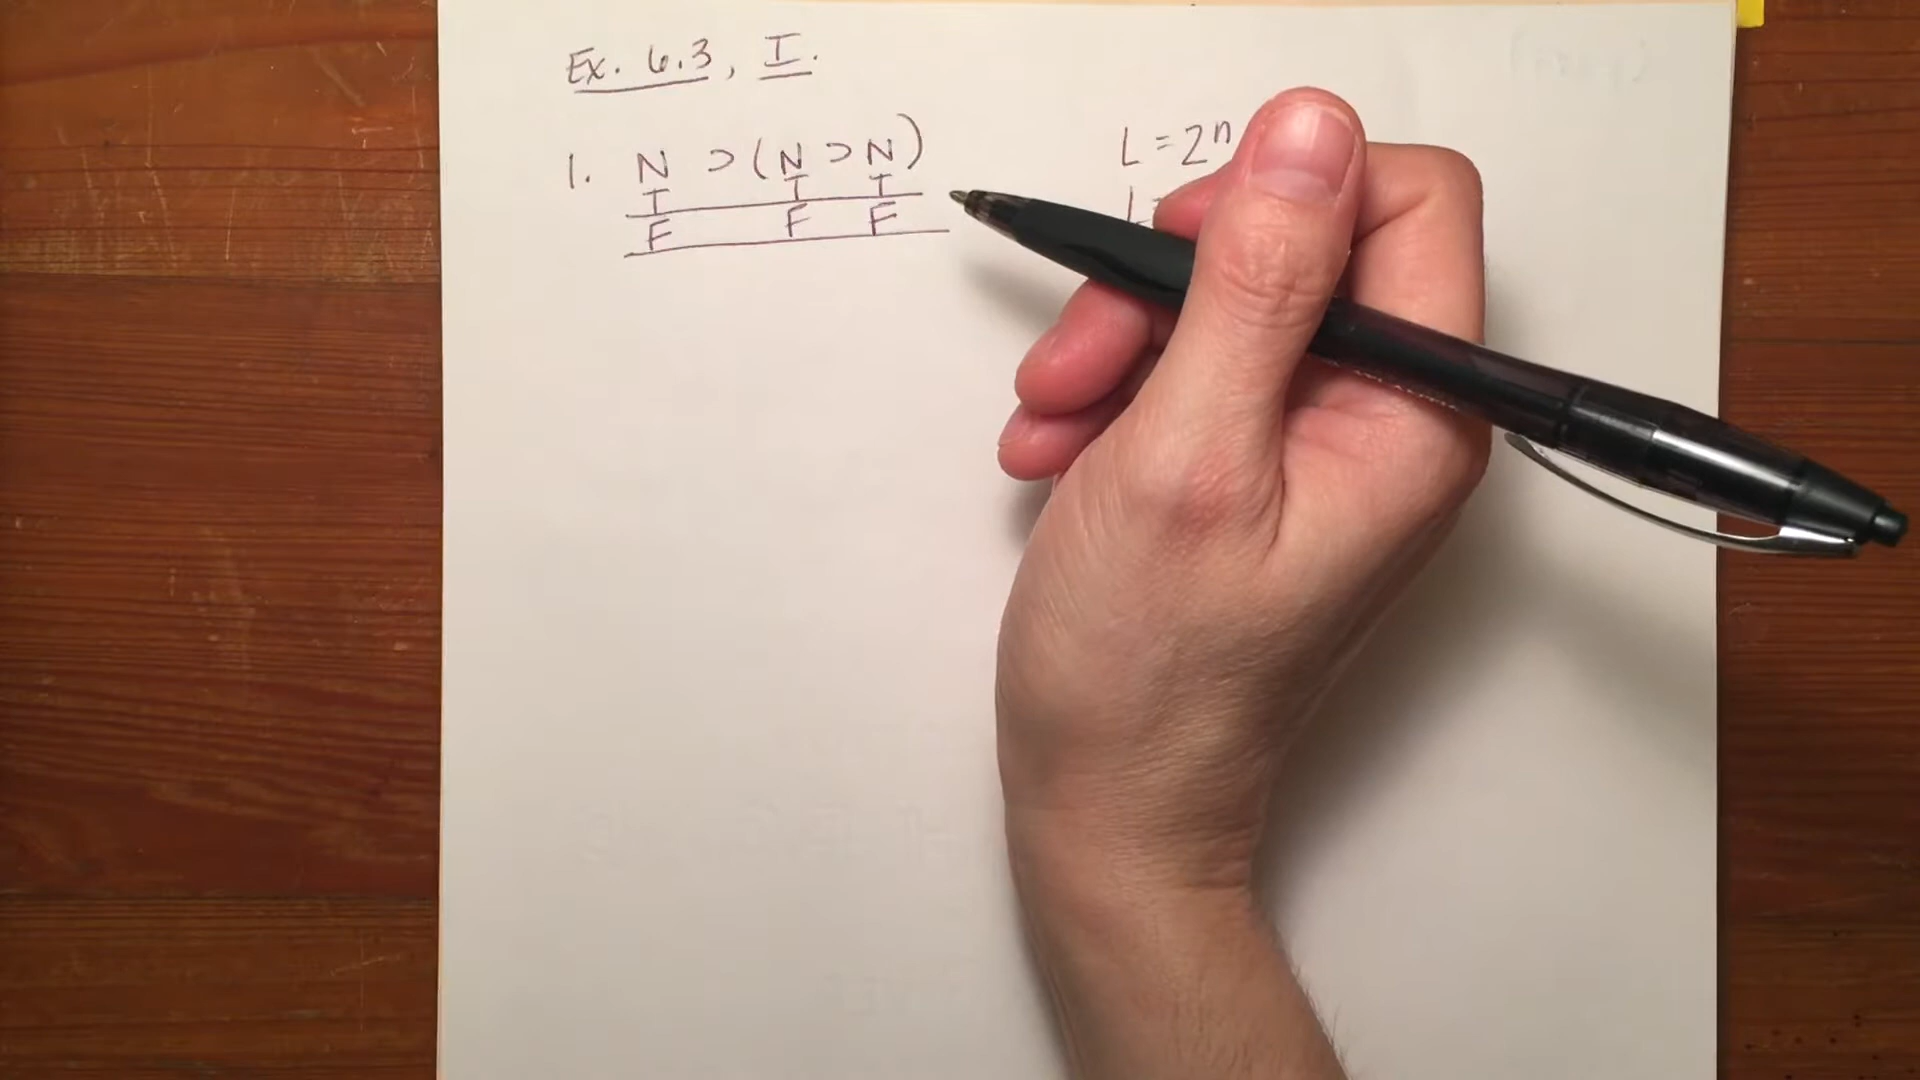 Ex. 6.3, I.
1. N ⊃ (N ⊃ N)
T T T
F F F
L = 2ⁿ
L =